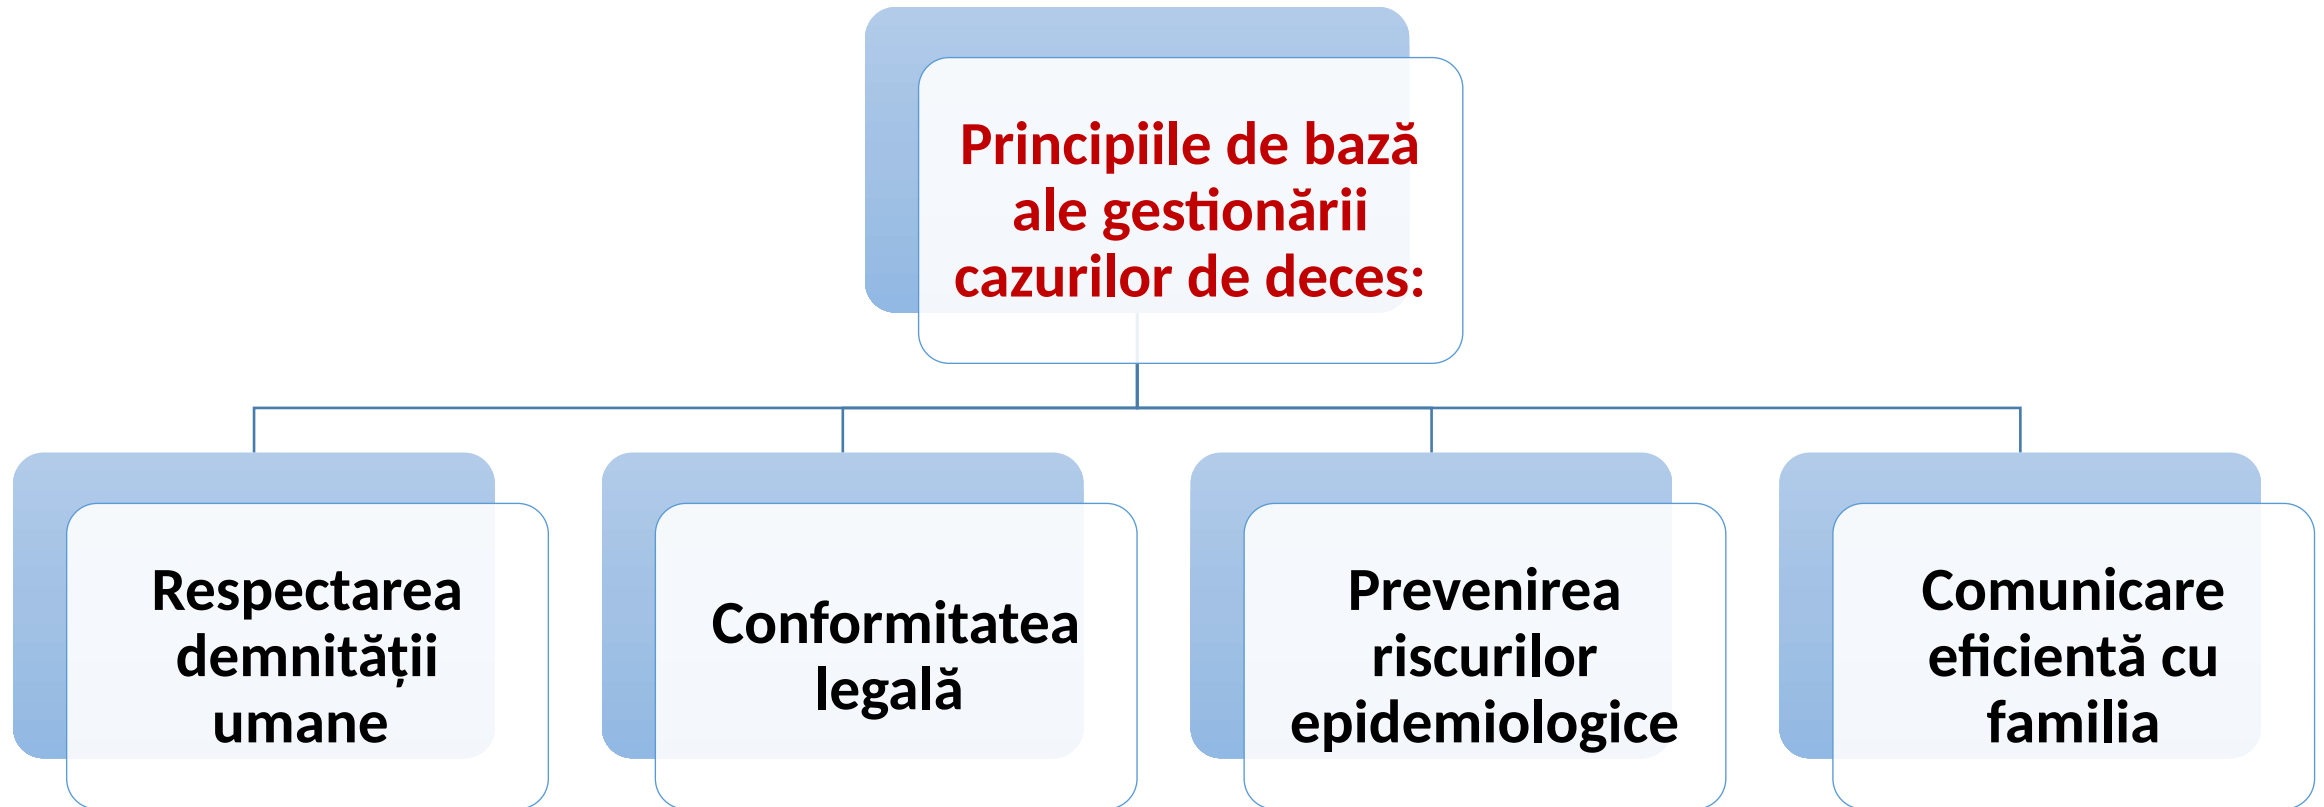 Principiile de bază
ale gestionării
cazurilor de deces:
Respectarea
demnității
umane
Conformitatea
legală
Prevenirea
riscurilor
epidemiologice
Comunicare
eficientă cu
familia